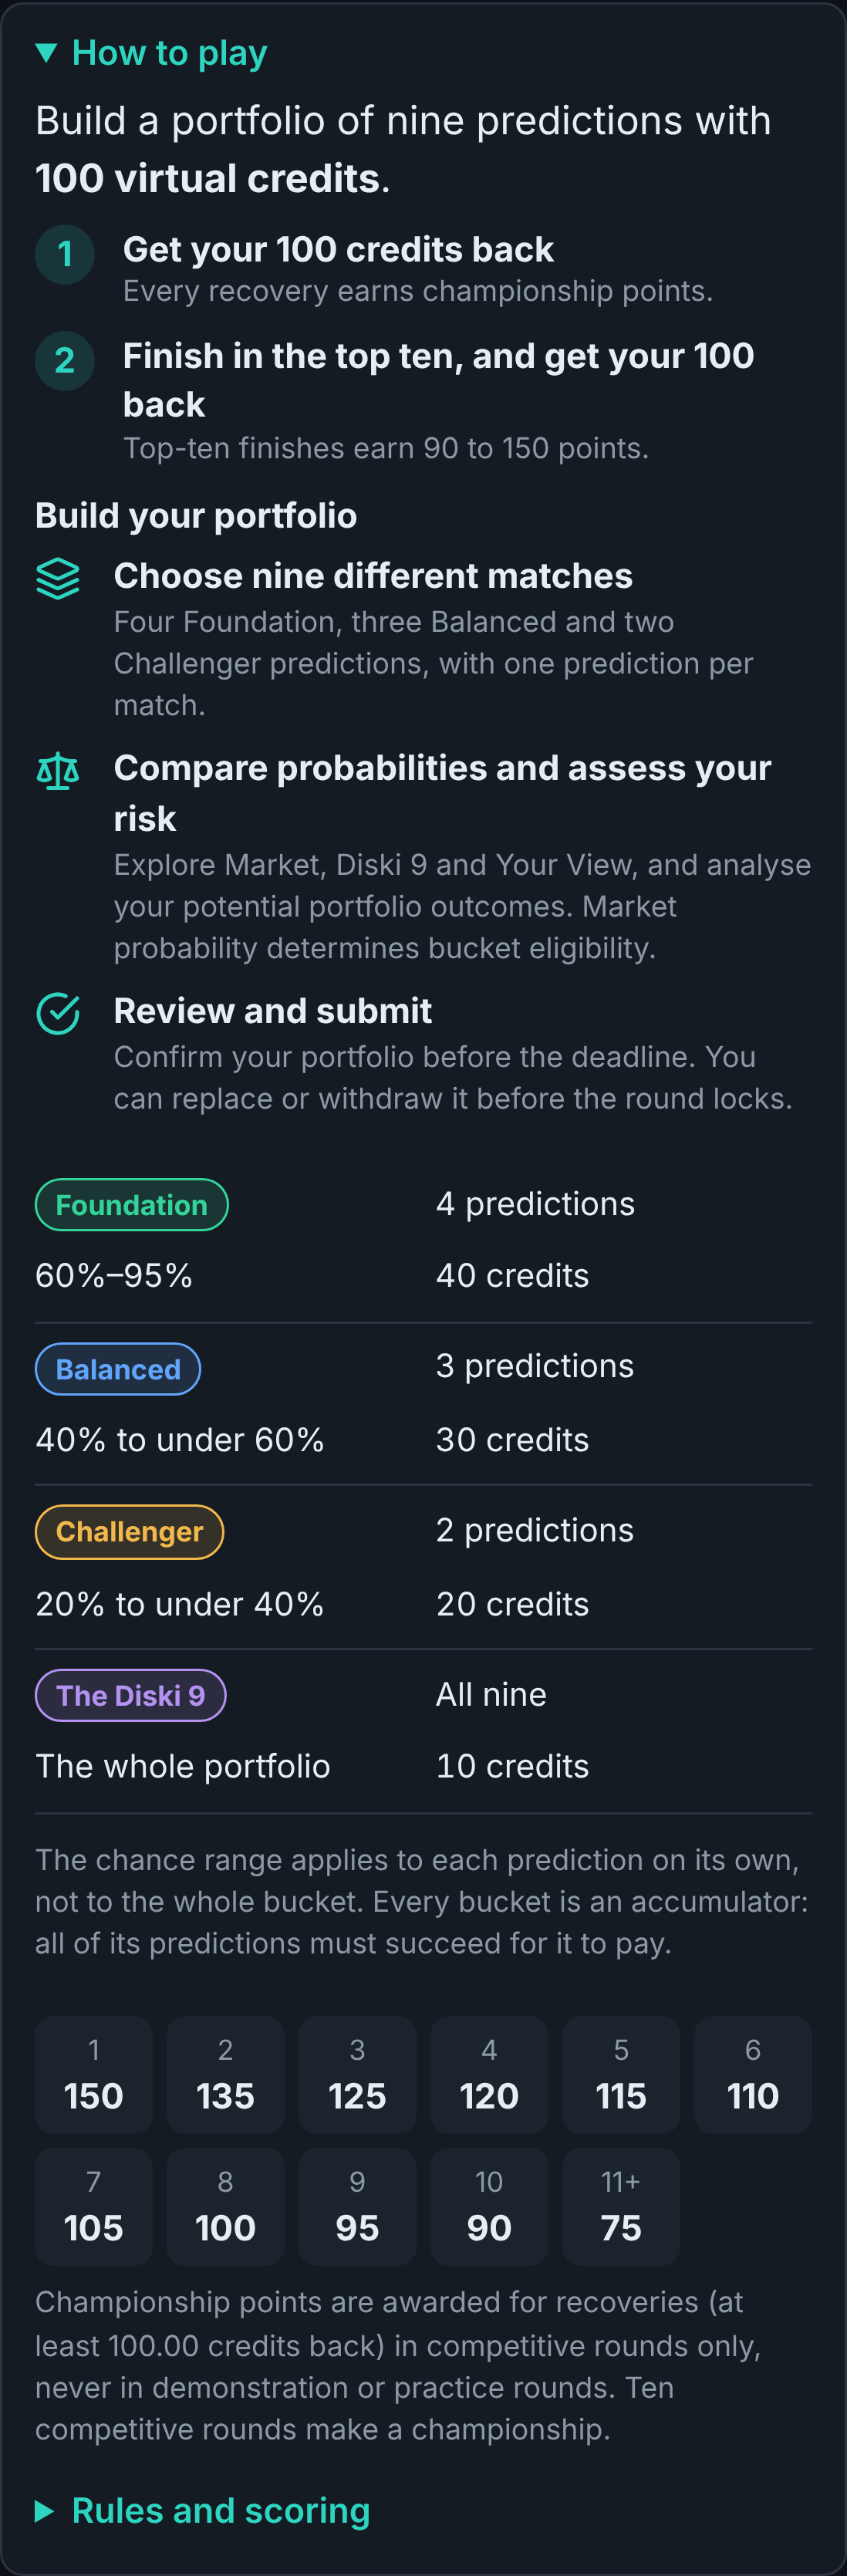 How to play
Build a portfolio of nine predictions with
100 virtual credits.
1
Get your 100 credits back
Every recovery earns championship points.
2
Finish in the top ten, and get your 100
back
Top-ten finishes earn 90 to 150 points.
Build your portfolio
Choose nine different matches
Four Foundation, three Balanced and two
Challenger predictions, with one prediction per
match.
Compare probabilities and assess your
risk
Explore Market, Diski 9 and Your View, and analyse
your potential portfolio outcomes. Market
probability determines bucket eligibility.
Review and submit
Confirm your portfolio before the deadline. You
can replace or withdraw it before the round locks.
Foundation 4 predictions
60%–95% 40 credits
Balanced 3 predictions
40% to under 60% 30 credits
Challenger 2 predictions
20% to under 40% 20 credits
The Diski 9 All nine
The whole portfolio 10 credits
The chance range applies to each prediction on its own,
not to the whole bucket. Every bucket is an accumulator:
all of its predictions must succeed for it to pay.
1 2 3 4 5 6
150 135 125 120 115 110
7 8 9 10 11+
105 100 95 90 75
Championship points are awarded for recoveries (at
least 100.00 credits back) in competitive rounds only,
never in demonstration or practice rounds. Ten
competitive rounds make a championship.
Rules and scoring